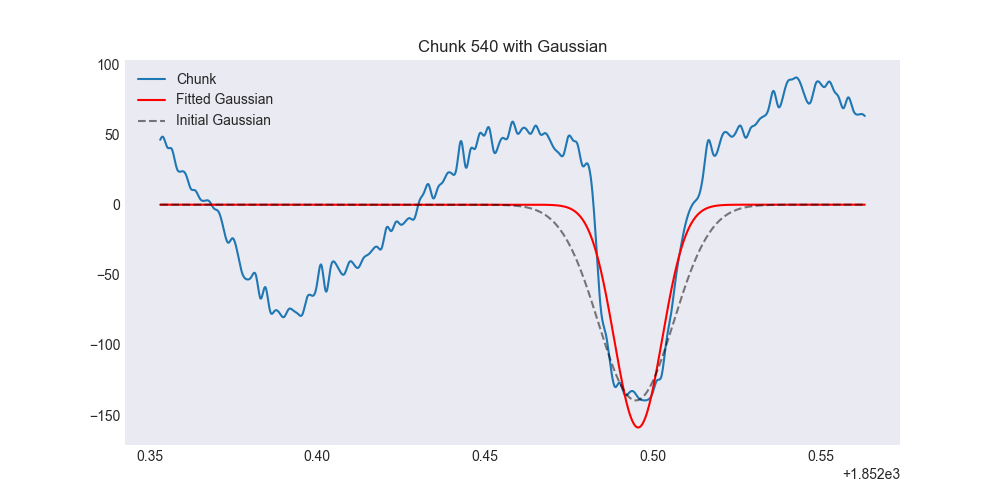 Chunk 540 with Gaussian
100
Chunk
Fitted Gaussian
Initial Gaussian
50
0
−50
−100
−150
0.35 0.40 0.45 0.50 0.55
+1.852e3